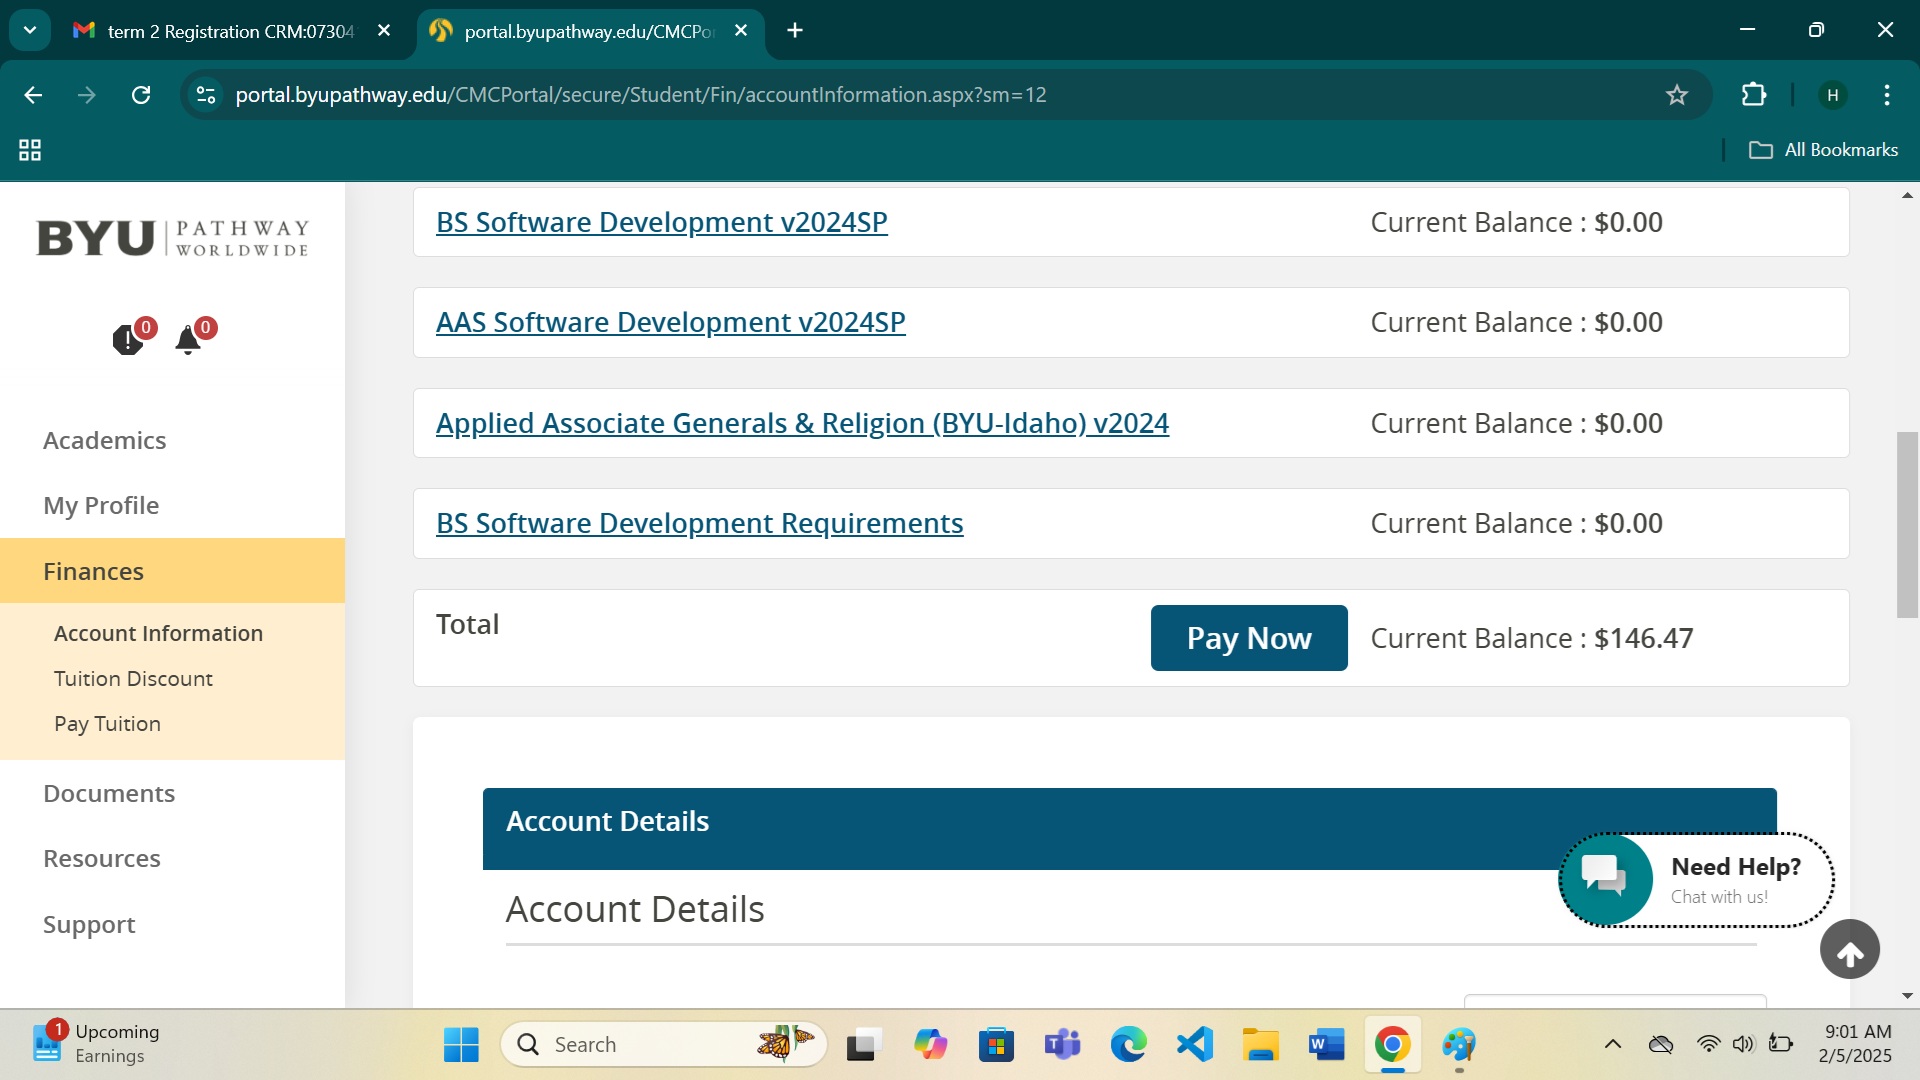 term 2 Registration CRM:07304
portal.byupathway.edu/CMCPo
portal.byupathway.edu/CMCPortal/secure/Student/Fin/accountInformation.aspx?sm=12
H
All Bookmarks
BYU PATHWAY WORLDWIDE
0
0
Academics
My Profile
Finances
Account Information
Tuition Discount
Pay Tuition
Documents
Resources
Support
BS Software Development v2024SP Current Balance : $0.00
AAS Software Development v2024SP Current Balance : $0.00
Applied Associate Generals & Religion (BYU-Idaho) v2024 Current Balance : $0.00
BS Software Development Requirements Current Balance : $0.00
Total Pay Now Current Balance : $146.47
Account Details
Account Details
Need Help?
Chat with us!
1
Upcoming
Earnings
Search
9:01 AM
2/5/2025